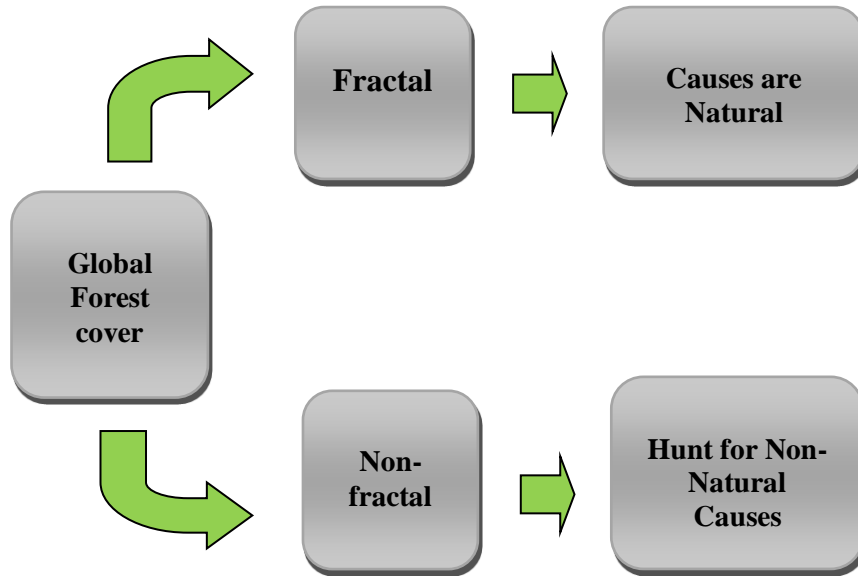 Fractal
Causes are
Natural
Global
Forest
cover
Non-
fractal
Hunt for Non-
Natural
Causes